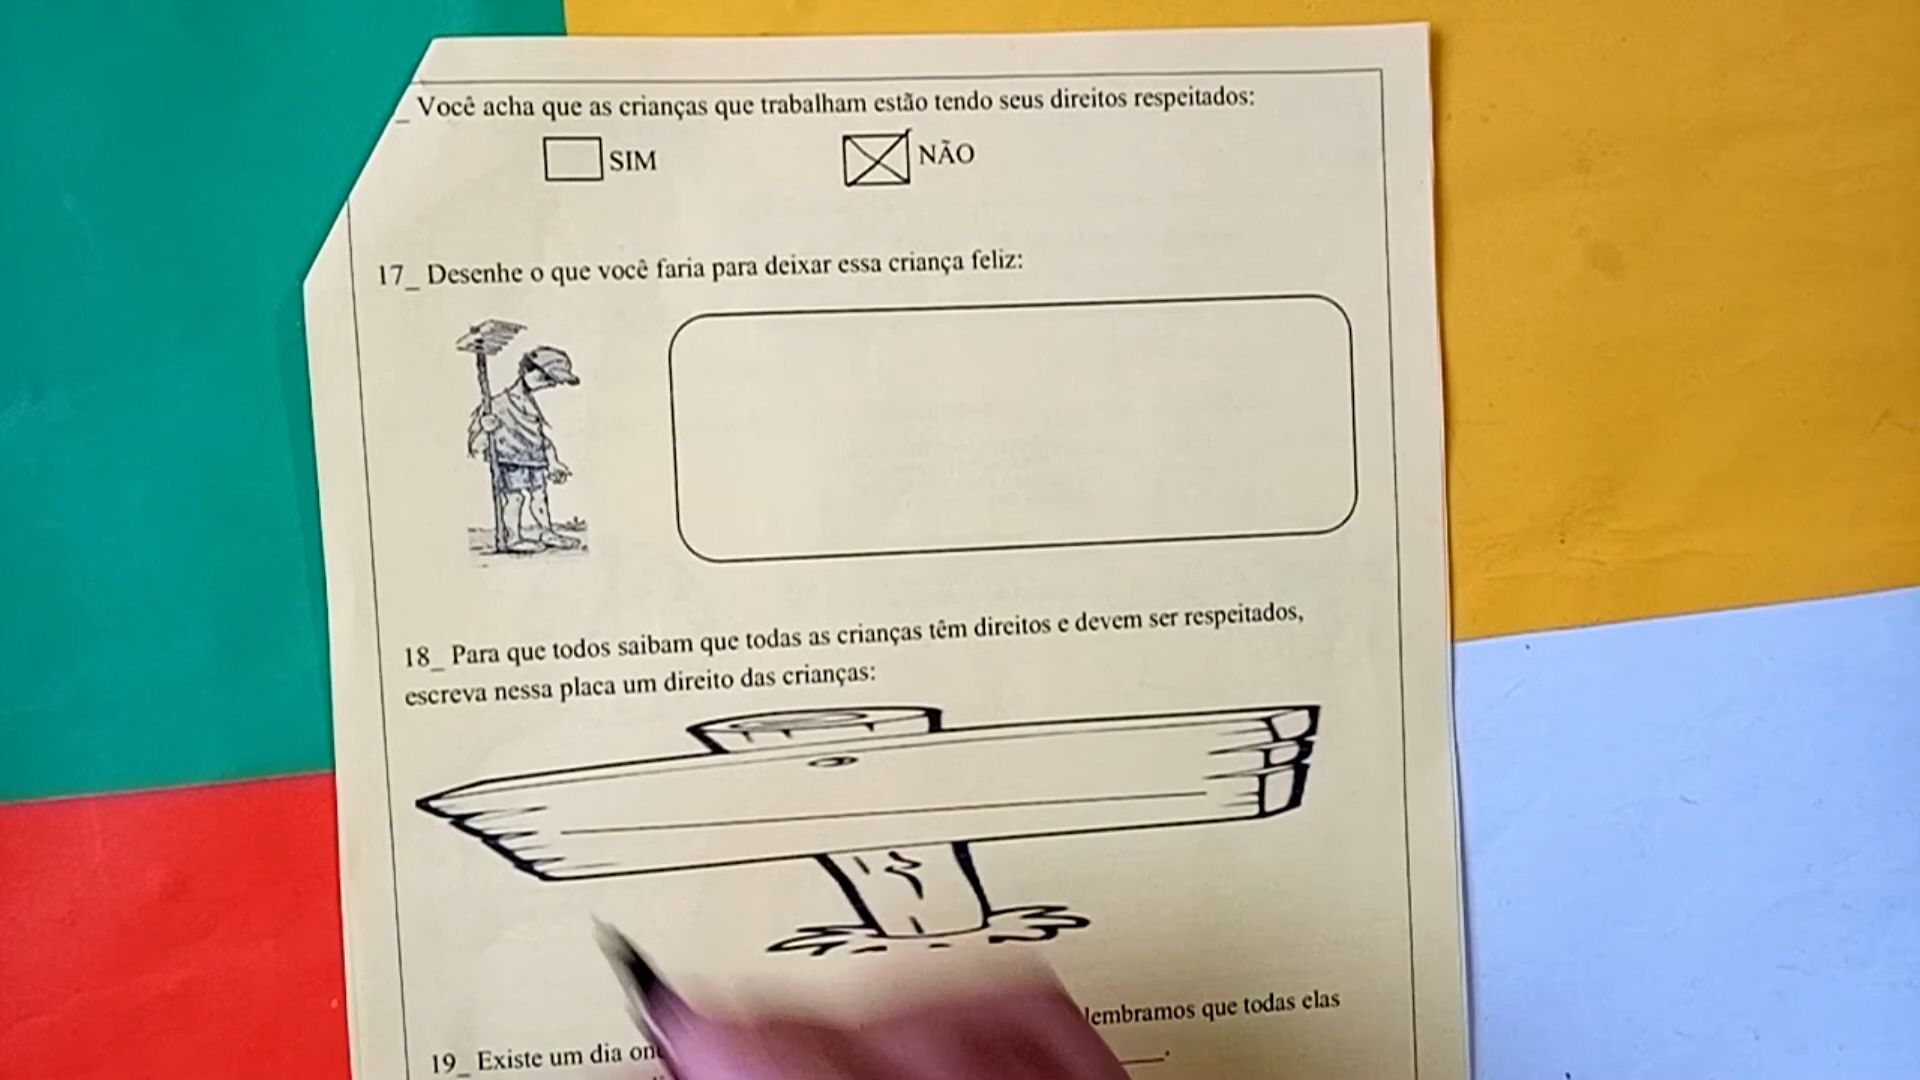 _ Você acha que as crianças que trabalham estão tendo seus direitos respeitados:
SIM NÃO
17_ Desenhe o que você faria para deixar essa criança feliz:
18_ Para que todos saibam que todas as crianças têm direitos e devem ser respeitados,
escreva nessa placa um direito das crianças:
19_ Existe um dia lembramos que todas elas